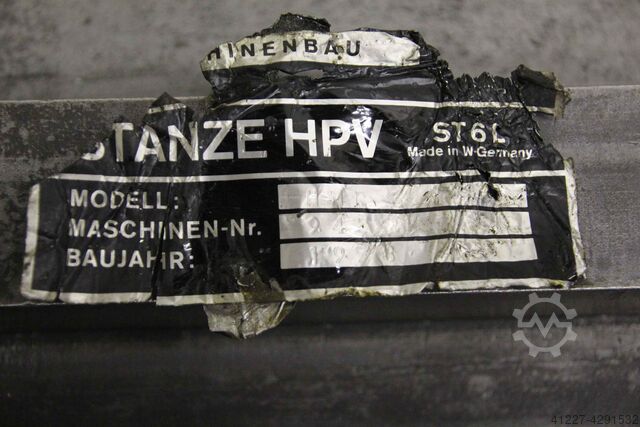 HINENBAU
STANZE HPV ST6L
Made in W-Germany
MODELL:
MASCHINEN-Nr.
BAUJAHR:
41227-4291532